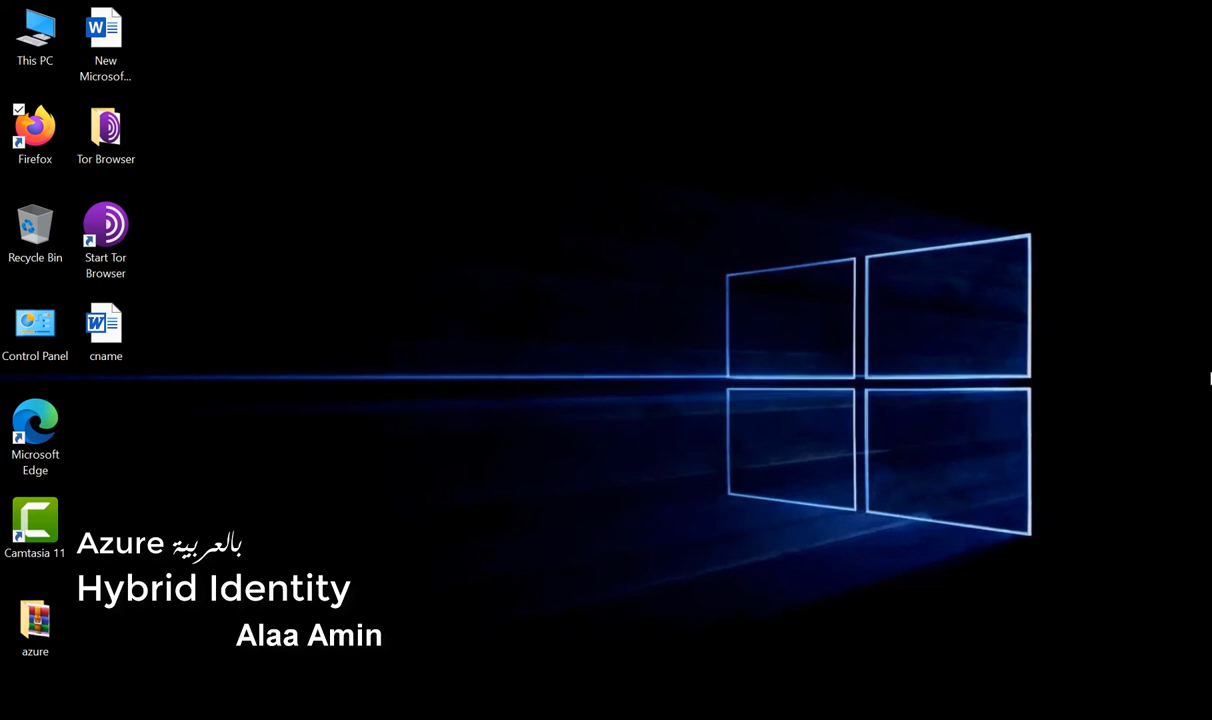 This PC
New
Microsof...
Firefox
Tor Browser
Recycle Bin
Start Tor
Browser
Control Panel
cname
Microsoft
Edge
Camtasia 11
azure
Azure بالعربية
Hybrid Identity
Alaa Amin